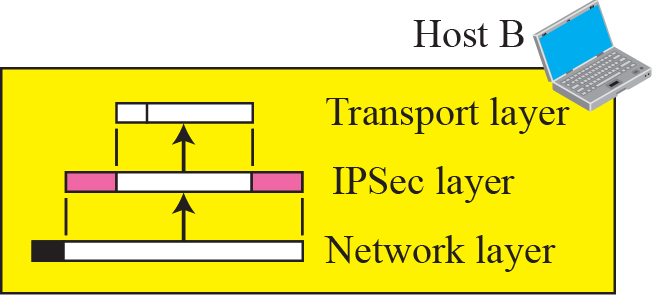 Host B
Transport layer
IPSec layer
Network layer